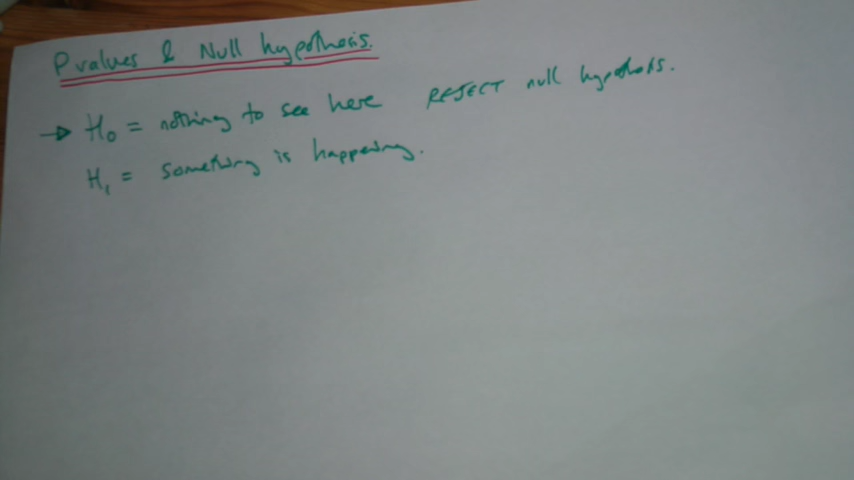 P values & Null hypothesis.
→ H₀ = nothing to see here REJECT null hypothesis.
H₁ = something is happening.